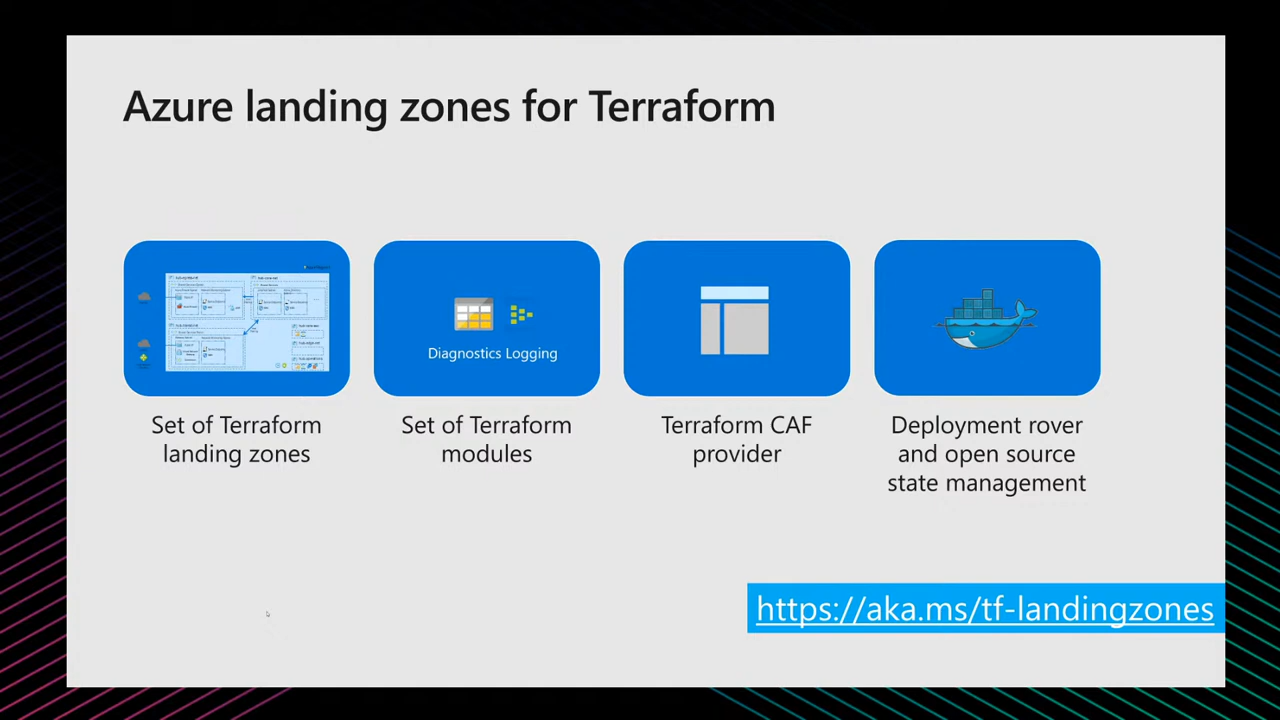 Azure landing zones for Terraform
Diagnostics Logging
Set of Terraform
landing zones
Set of Terraform
modules
Terraform CAF
provider
Deployment rover
and open source
state management
https://aka.ms/tf-landingzones